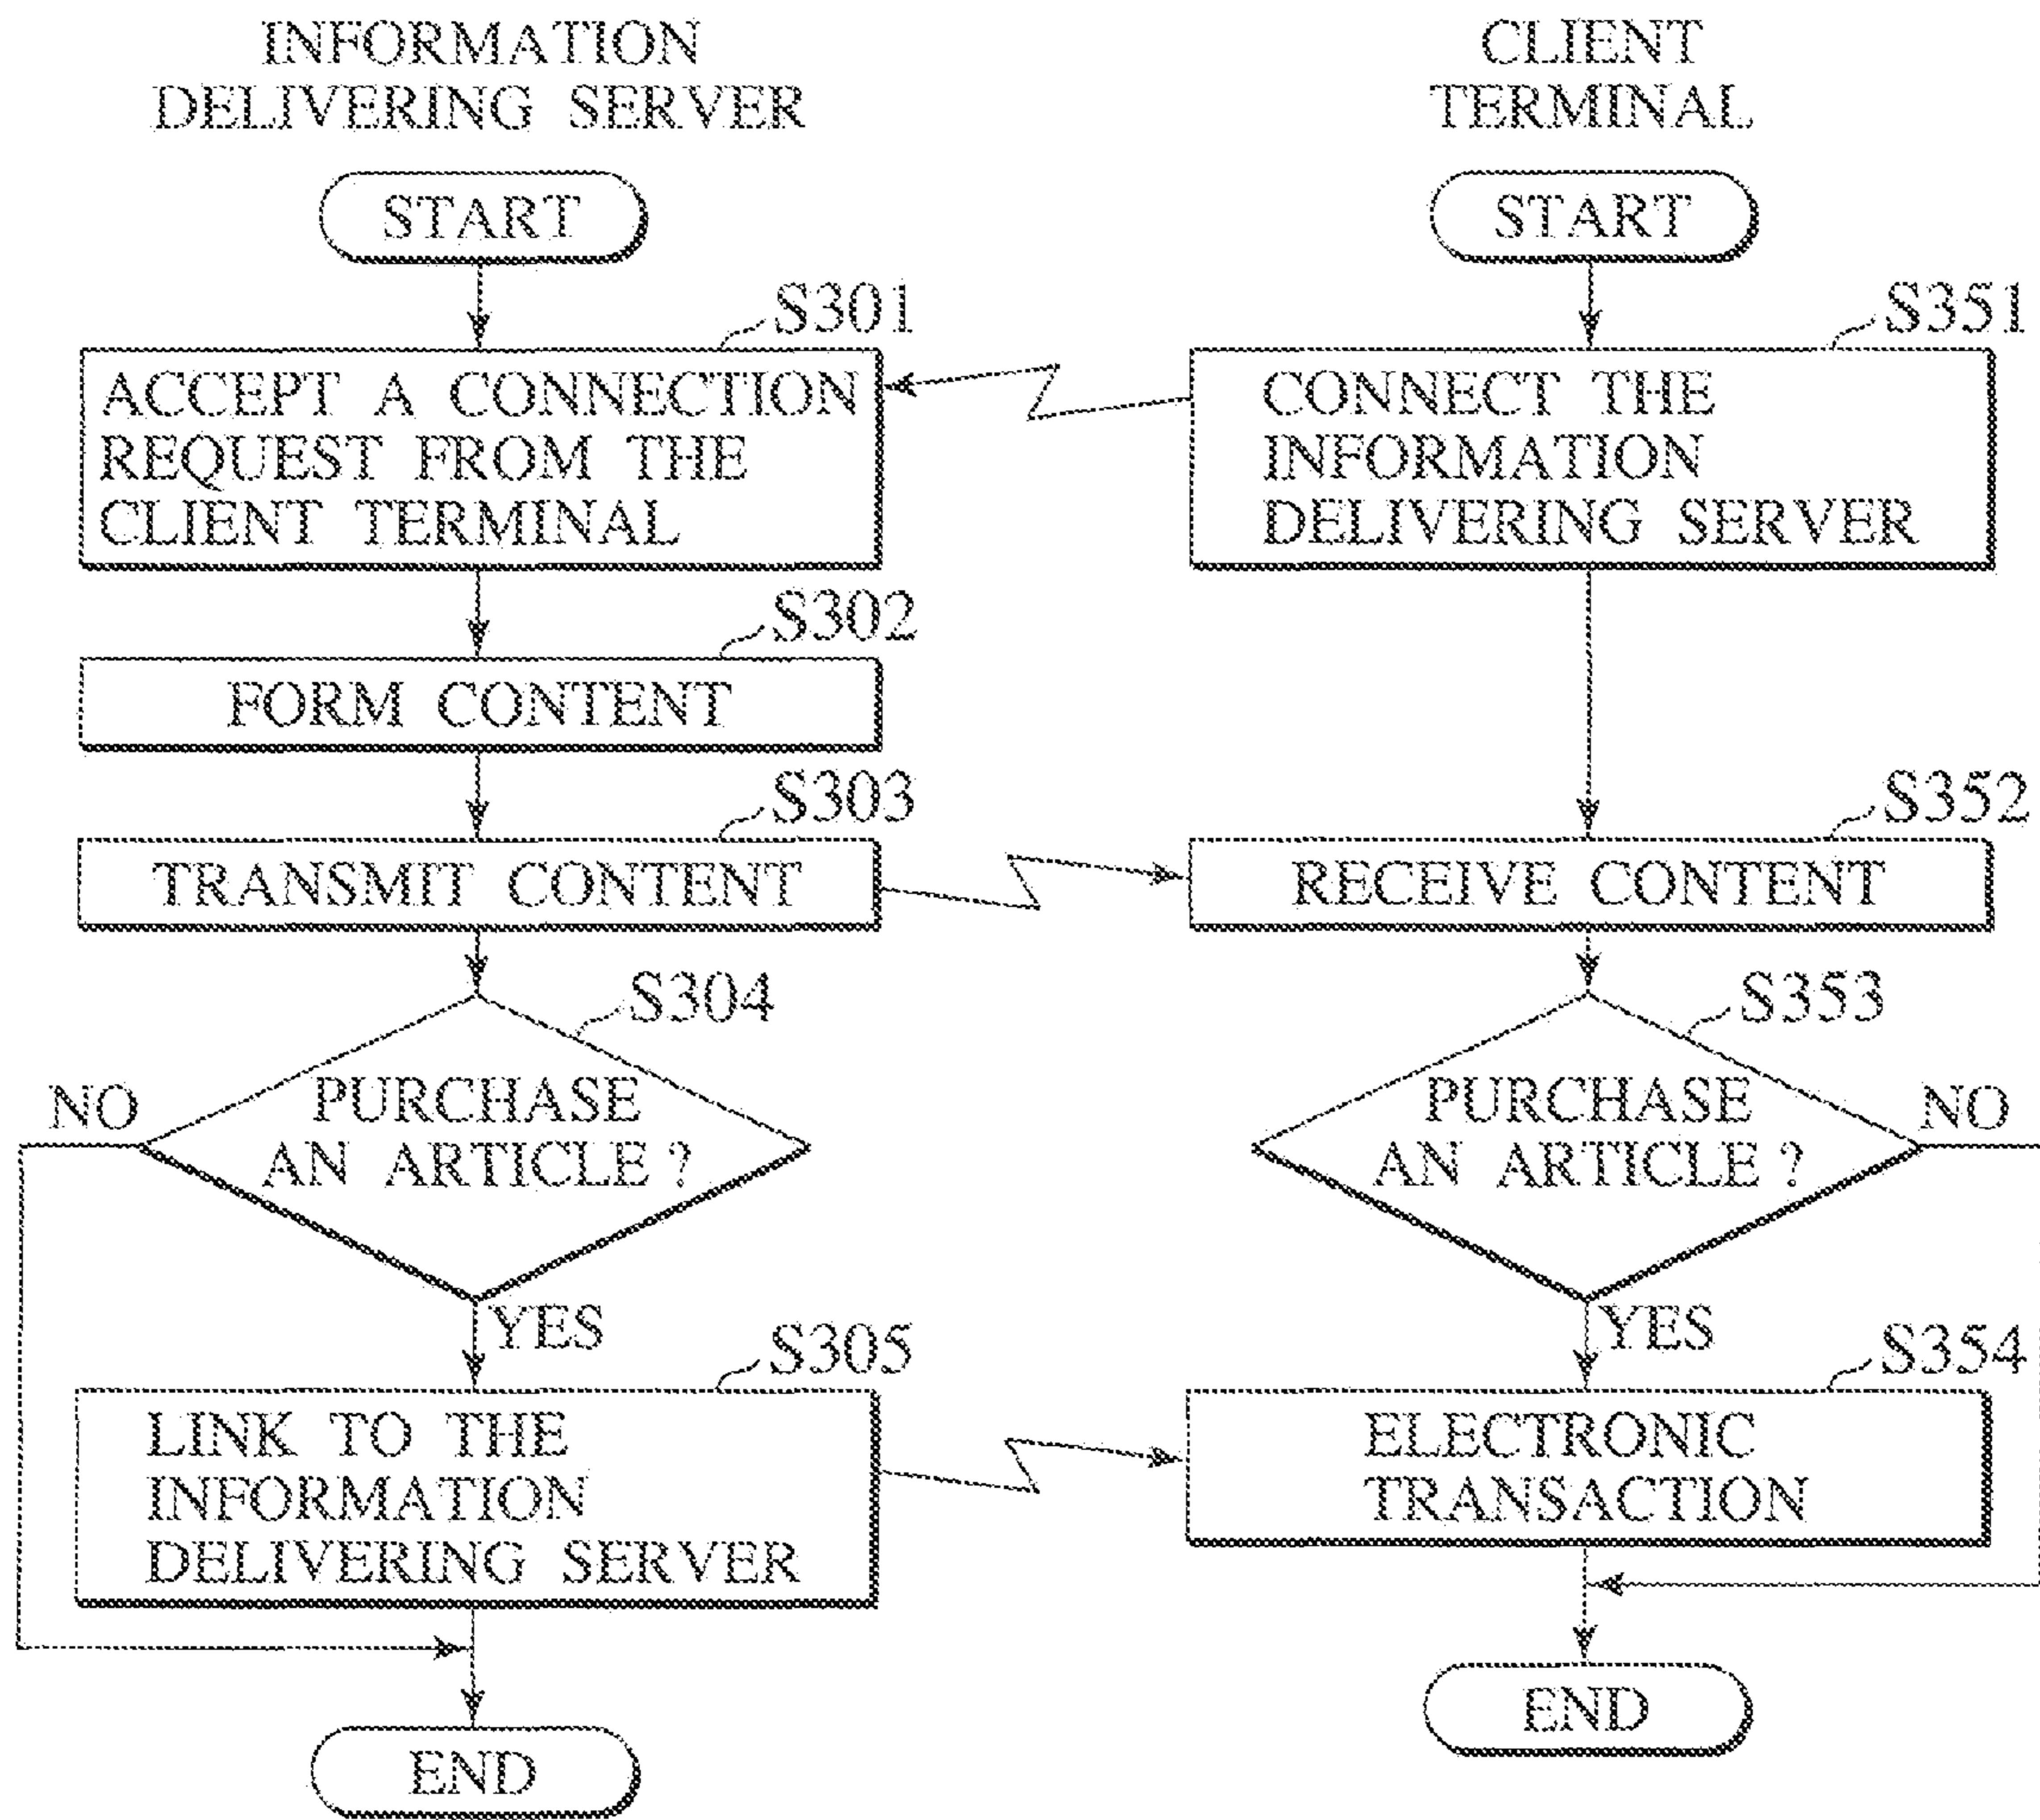 INFORMATION
DELIVERING SERVER
START
S301
ACCEPT A CONNECTION
REQUEST FROM THE
CLIENT TERMINAL
S302
FORM CONTENT
S303
TRANSMIT CONTENT
S304
PURCHASE
AN ARTICLE ?
NO
YES
S305
LINK TO THE
INFORMATION
DELIVERING SERVER
END
CLIENT
TERMINAL
START
S351
CONNECT THE
INFORMATION
DELIVERING SERVER
S352
RECEIVE CONTENT
S353
PURCHASE
AN ARTICLE ?
NO
YES
S354
ELECTRONIC
TRANSACTION
END